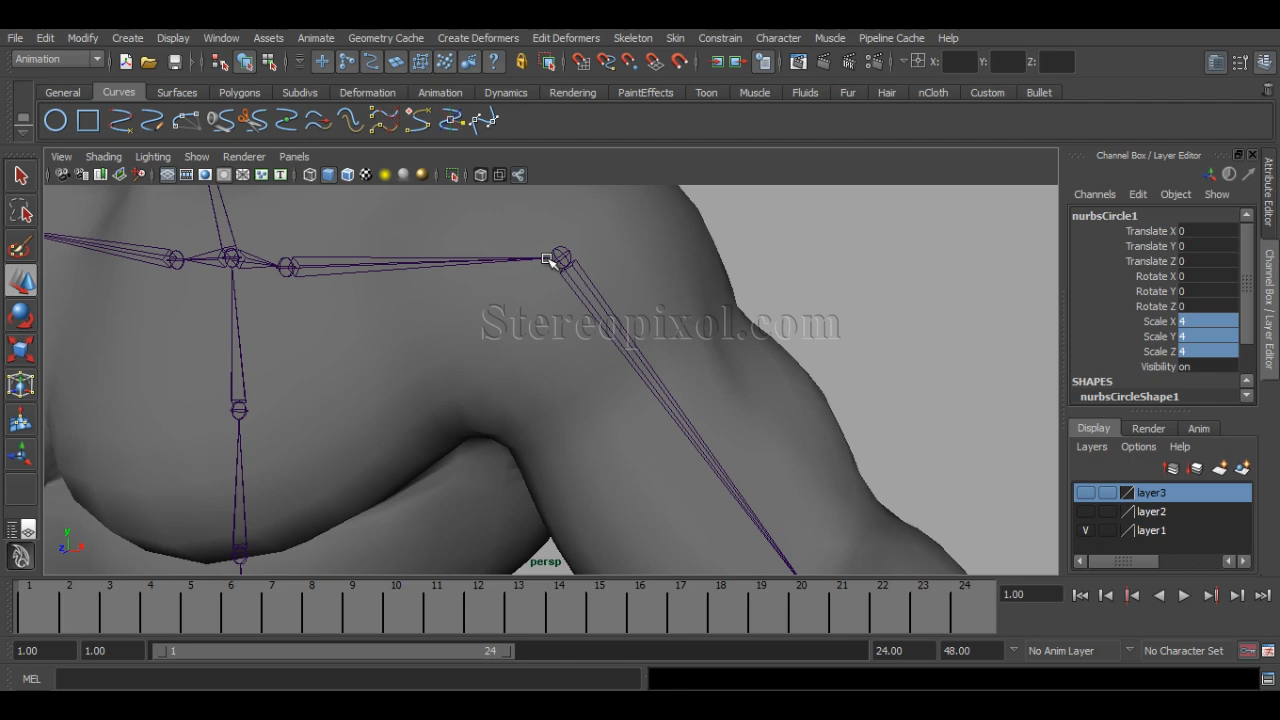 File Edit Modify Create Display Window Assets Animate Geometry Cache Create Deformers Edit Deformers Skeleton Skin Constrain Character Muscle Pipeline Cache Help
Animation X: Y: Z:
General Curves Surfaces Polygons Subdivs Deformation Animation Dynamics Rendering PaintEffects Toon Muscle Fluids Fur Hair nCloth Custom Bullet
View Shading Lighting Show Renderer Panels
Channel Box / Layer Editor
Channels Edit Object Show
nurbsCircle1
Translate X 0
Translate Y 0
Translate Z 0
Rotate X 0
Rotate Y 0
Rotate Z 0
Scale X 4
Scale Y 4
Scale Z 4
Visibility on
SHAPES
nurbsCircleShape1
Display Render Anim
Layers Options Help
layer3
layer2
V layer1
Attribute Editor
Channel Box / Layer Editor
Stereopixol.com
y
z x
persp
1 2 3 4 5 6 7 8 9 10 11 12 13 14 15 16 17 18 19 20 21 22 23 24
1.00
1.00 1.00 1 24 24.00 48.00 No Anim Layer No Character Set
MEL